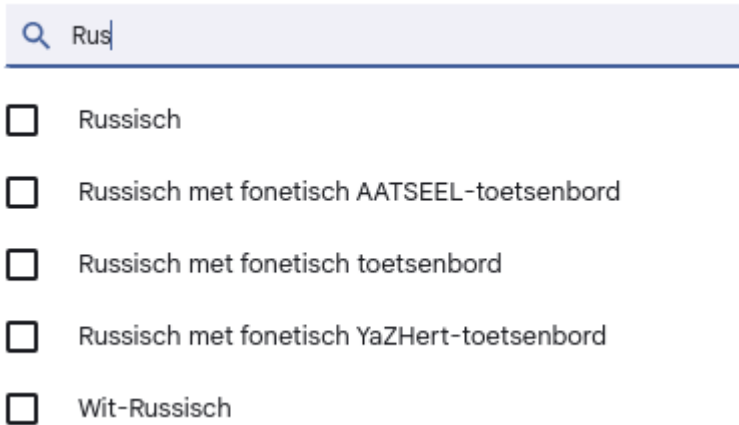 Rus
Russisch
Russisch met fonetisch AATSEEL-toetsenbord
Russisch met fonetisch toetsenbord
Russisch met fonetisch YaZHert-toetsenbord
Wit-Russisch